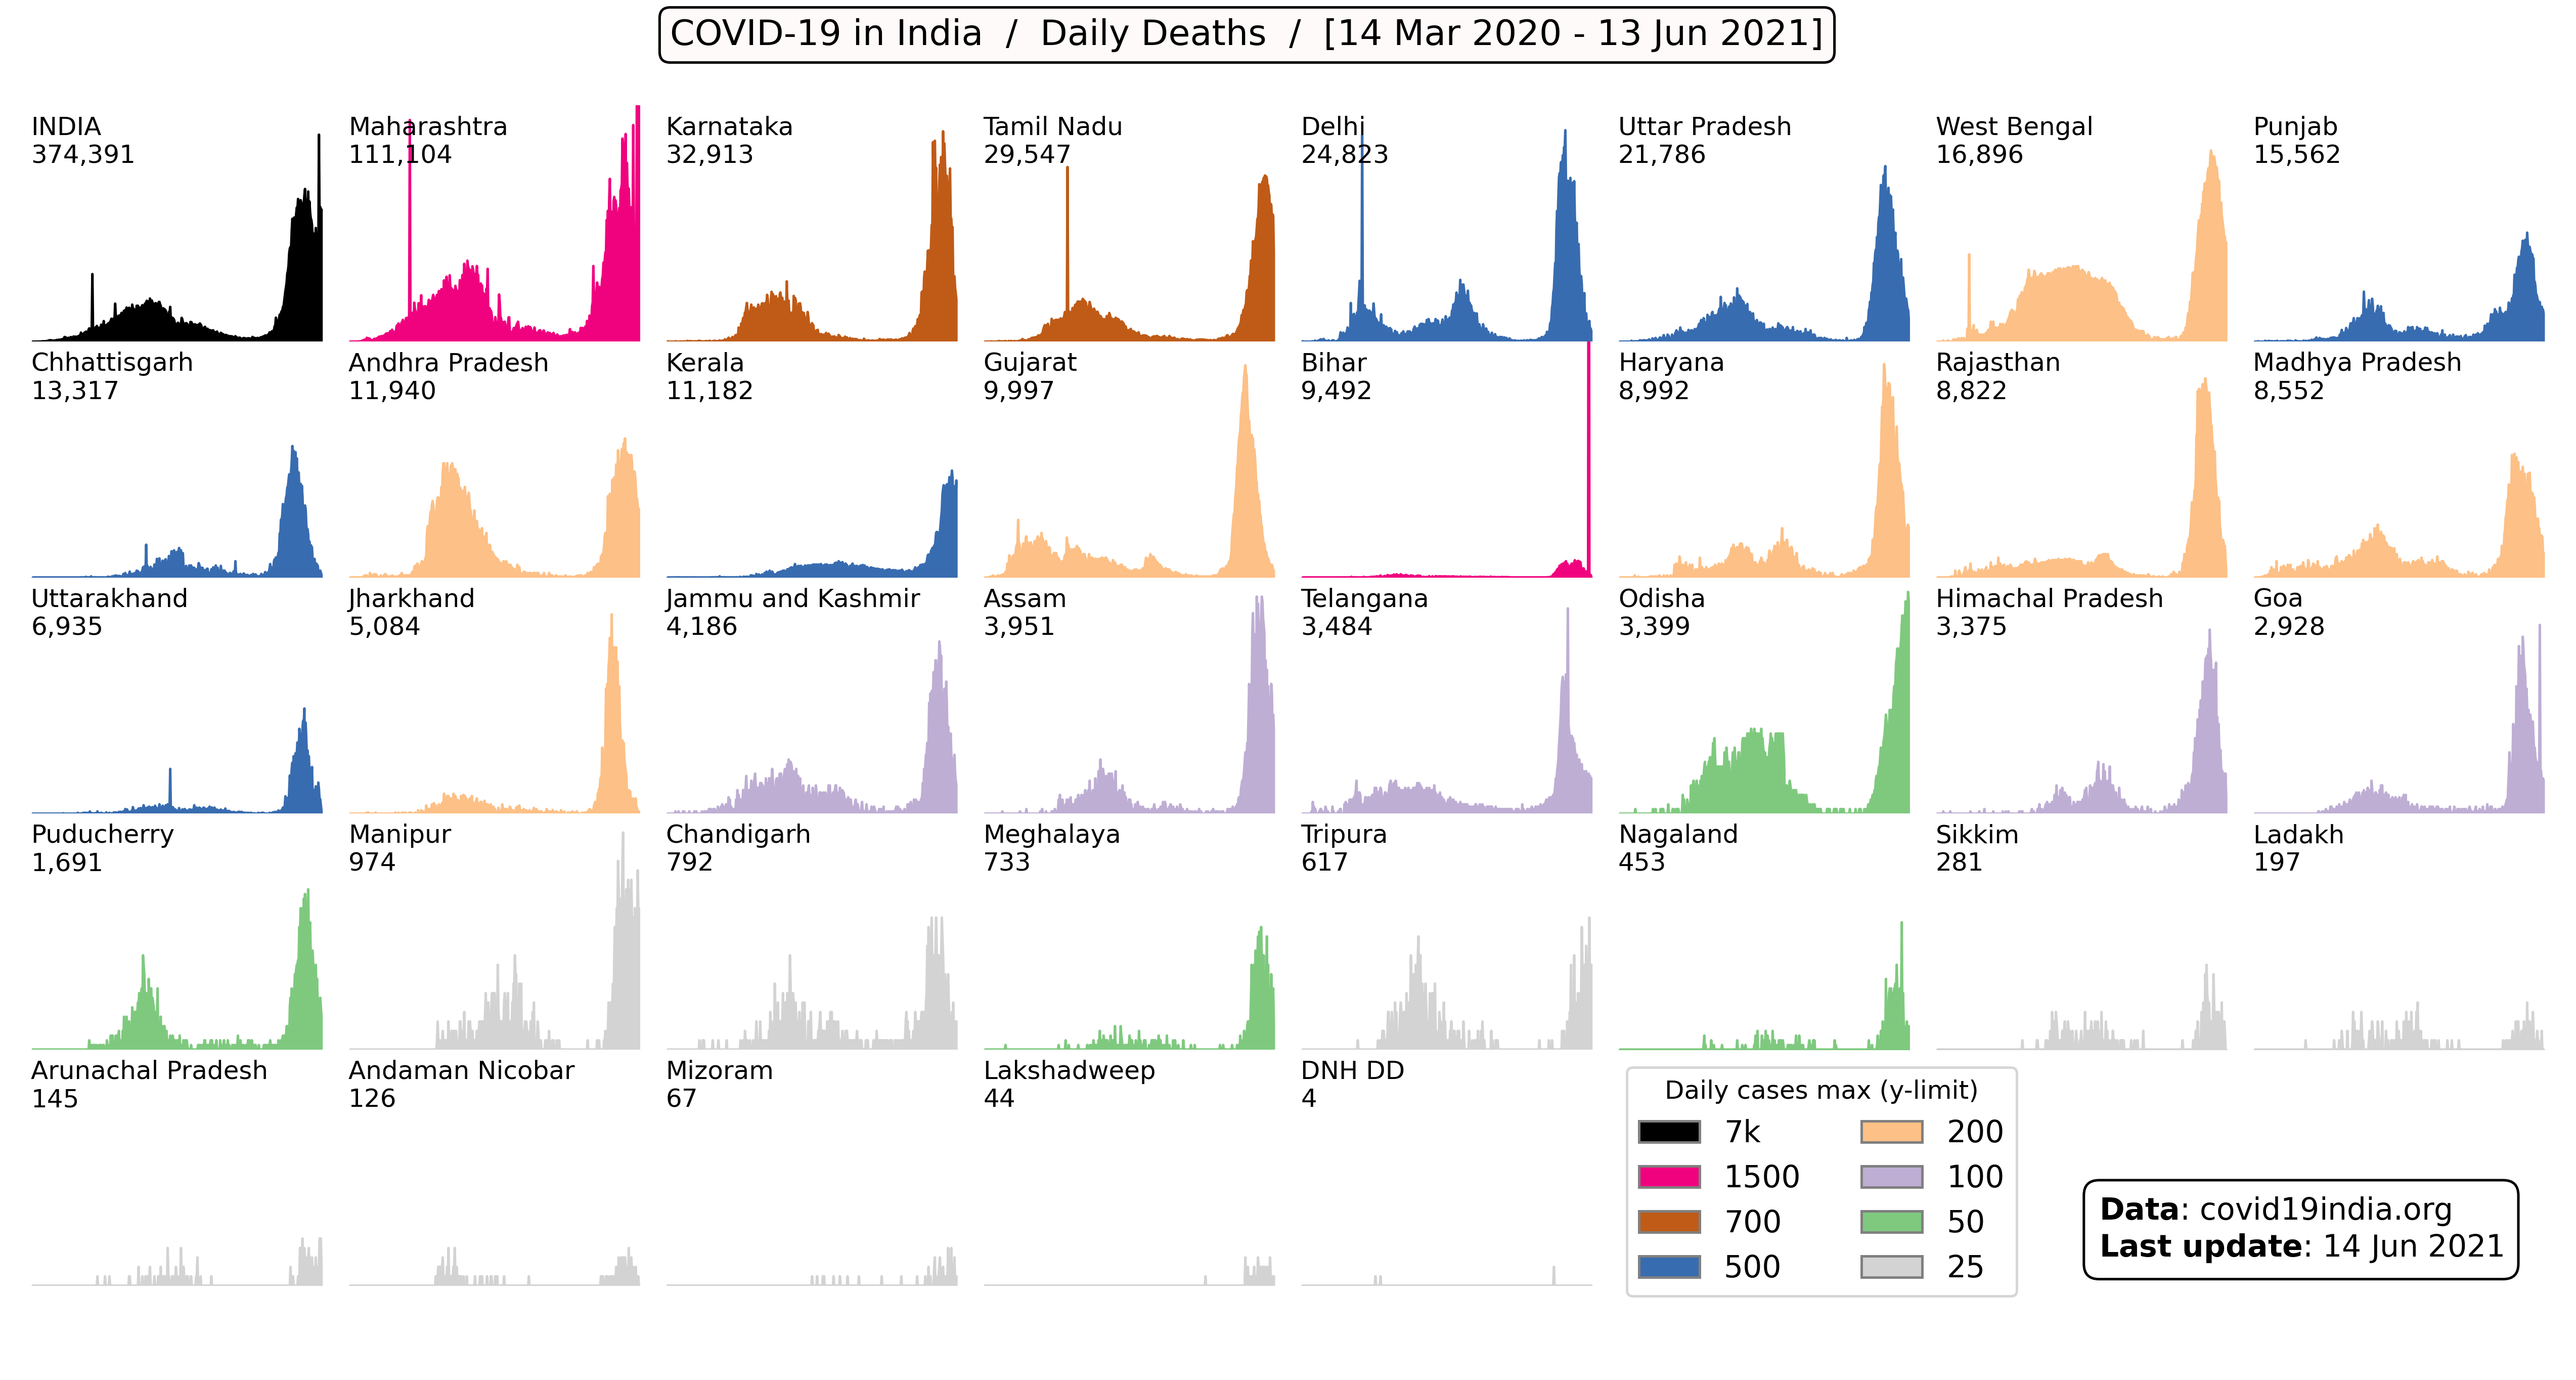 COVID-19 in India / Daily Deaths / [14 Mar 2020 - 13 Jun 2021]
INDIA
374,391
Maharashtra
111,104
Karnataka
32,913
Tamil Nadu
29,547
Delhi
24,823
Uttar Pradesh
21,786
West Bengal
16,896
Punjab
15,562
Chhattisgarh
13,317
Andhra Pradesh
11,940
Kerala
11,182
Gujarat
9,997
Bihar
9,492
Haryana
8,992
Rajasthan
8,822
Madhya Pradesh
8,552
Uttarakhand
6,935
Jharkhand
5,084
Jammu and Kashmir
4,186
Assam
3,951
Telangana
3,484
Odisha
3,399
Himachal Pradesh
3,375
Goa
2,928
Puducherry
1,691
Manipur
974
Chandigarh
792
Meghalaya
733
Tripura
617
Nagaland
453
Sikkim
281
Ladakh
197
Arunachal Pradesh
145
Andaman Nicobar
126
Mizoram
67
Lakshadweep
44
DNH DD
4
Daily cases max (y-limit)
7k
1500
700
500
200
100
50
25
Data: covid19india.org
Last update: 14 Jun 2021